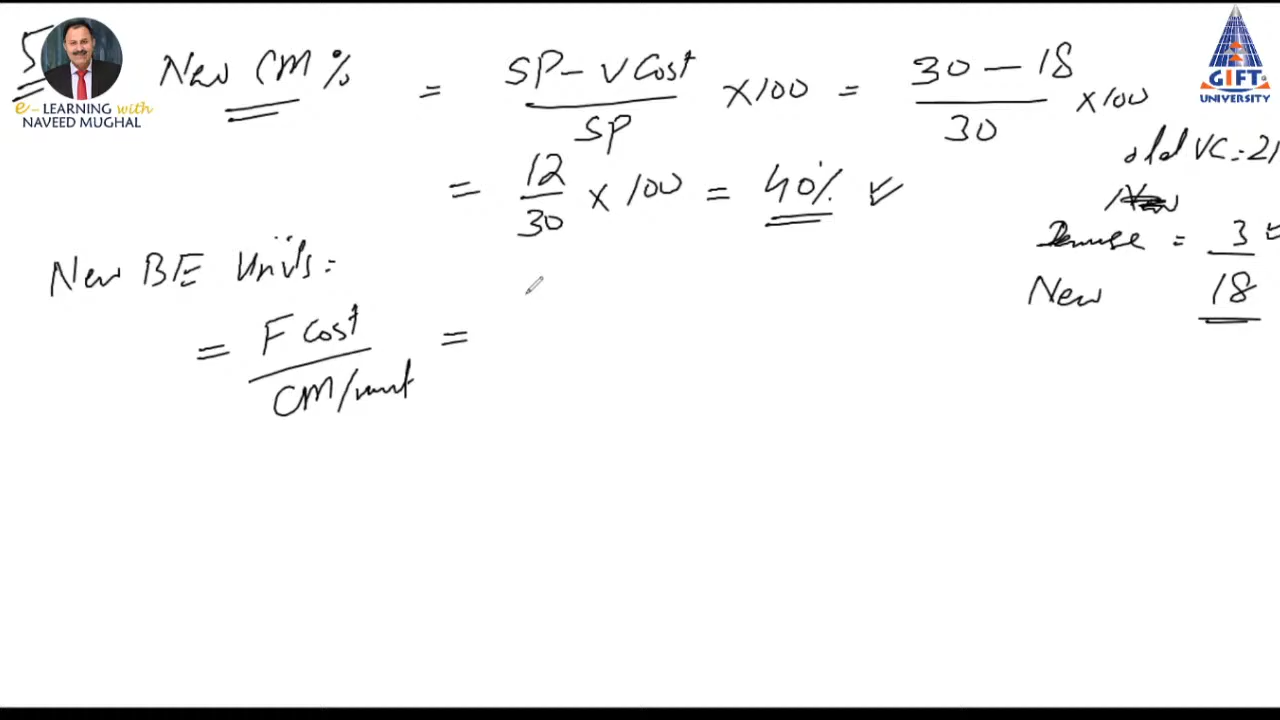 5
e-LEARNING with
NAVEED MUGHAL
GIFT
UNIVERSITY
New CM % = SP - V Cost / SP × 100 = 30 - 18 / 30 × 100
= 12 / 30 × 100 = 40% ✓
old VC = 21
= 3 ✓
New 18
New BE Units:
= F Cost / CM/unit =